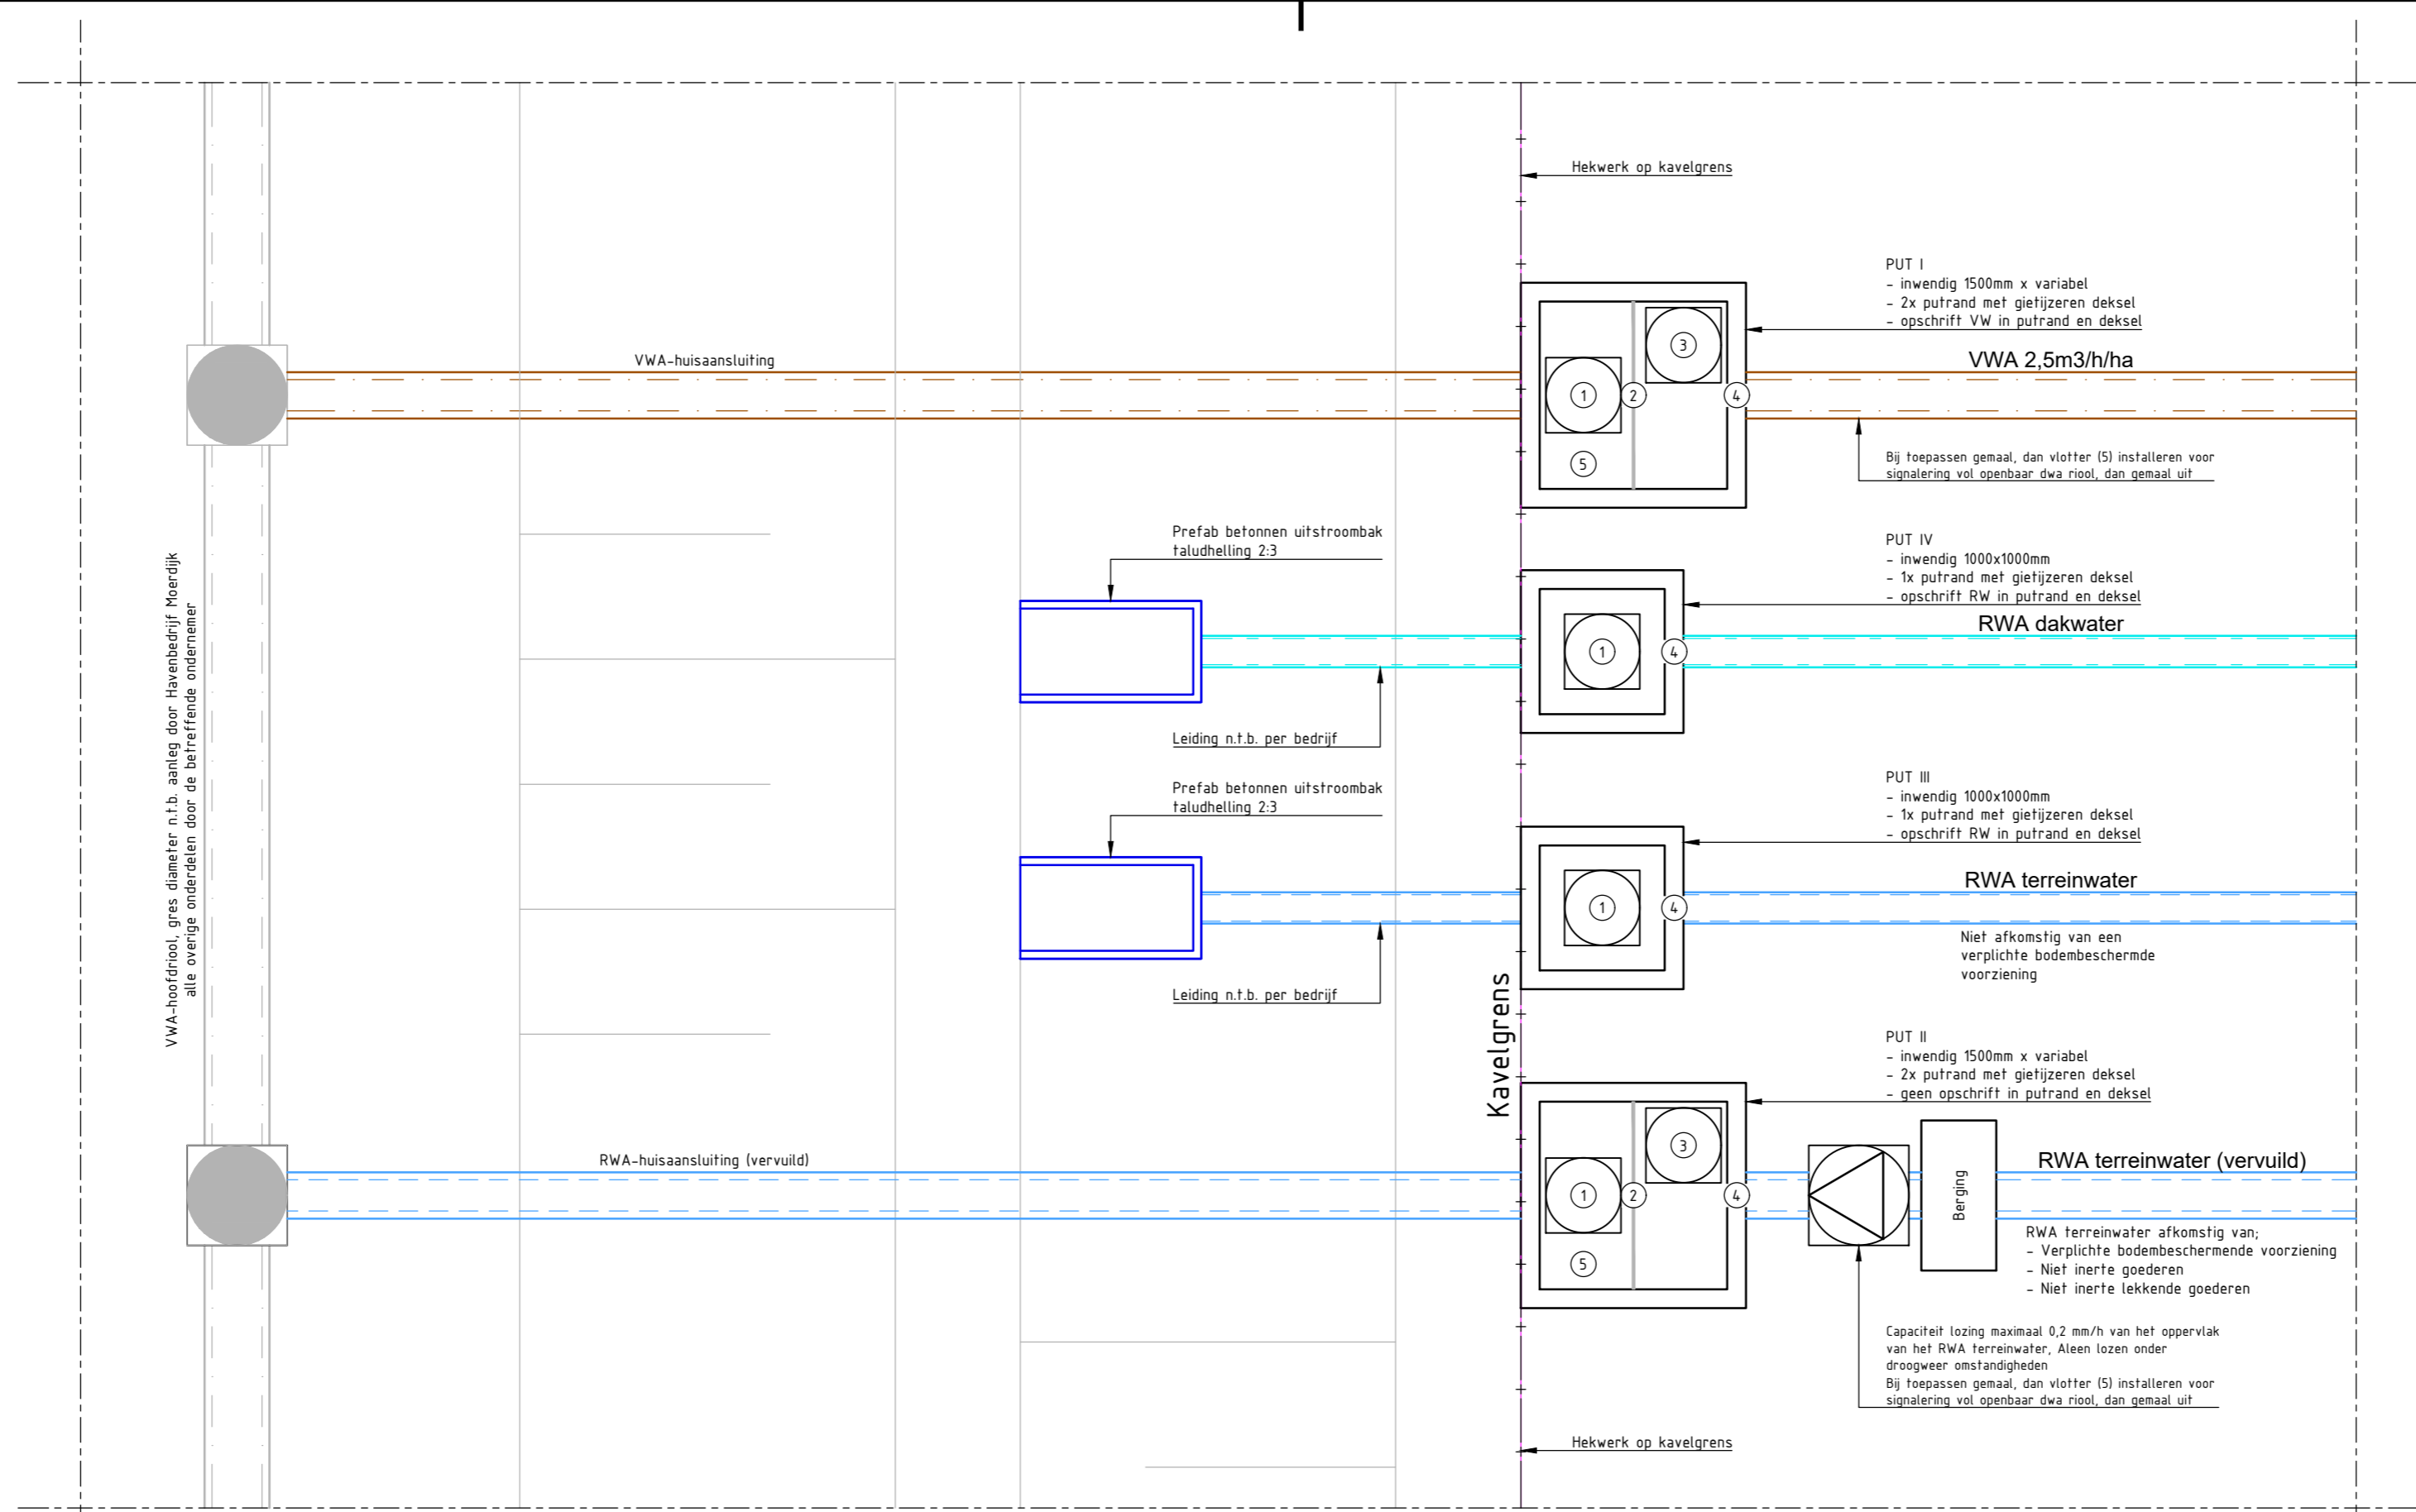 Hekwerk op kavelgrens
PUT I
- inwendig 1500mm x variabel
- 2x putrand met gietijzeren deksel
- opschrift VW in putrand en deksel
VWA-huisaansluiting
VWA 2,5m3/h/ha
3
1
2
4
5
Bij toepassen gemaal, dan vlotter (5) installeren voor
signalering vol openbaar dwa riool, dan gemaal uit
Prefab betonnen uitstroombak
taludhelling 2:3
PUT IV
- inwendig 1000x1000mm
- 1x putrand met gietijzeren deksel
- opschrift RW in putrand en deksel
RWA dakwater
1
4
Leiding n.t.b. per bedrijf
VWA-hoofdriool, gres diameter n.t.b. aanleg door Havenbedrijf Moerdijk
alle overige onderdelen door de betreffende ondernemer
Prefab betonnen uitstroombak
taludhelling 2:3
PUT III
- inwendig 1000x1000mm
- 1x putrand met gietijzeren deksel
- opschrift RW in putrand en deksel
RWA terreinwater
1
4
Niet afkomstig van een
verplichte bodembeschermde
voorziening
Leiding n.t.b. per bedrijf
Kavelgrens
PUT II
- inwendig 1500mm x variabel
- 2x putrand met gietijzeren deksel
- geen opschrift in putrand en deksel
RWA-huisaansluiting (vervuild)
3
1
2
4
5
Berging
RWA terreinwater (vervuild)
RWA terreinwater afkomstig van;
- Verplichte bodembeschermende voorziening
- Niet inerte goederen
- Niet inerte lekkende goederen
Capaciteit lozing maximaal 0,2 mm/h van het oppervlak
van het RWA terreinwater, Aleen lozen onder
droogweer omstandigheden
Bij toepassen gemaal, dan vlotter (5) installeren voor
signalering vol openbaar dwa riool, dan gemaal uit
Hekwerk op kavelgrens